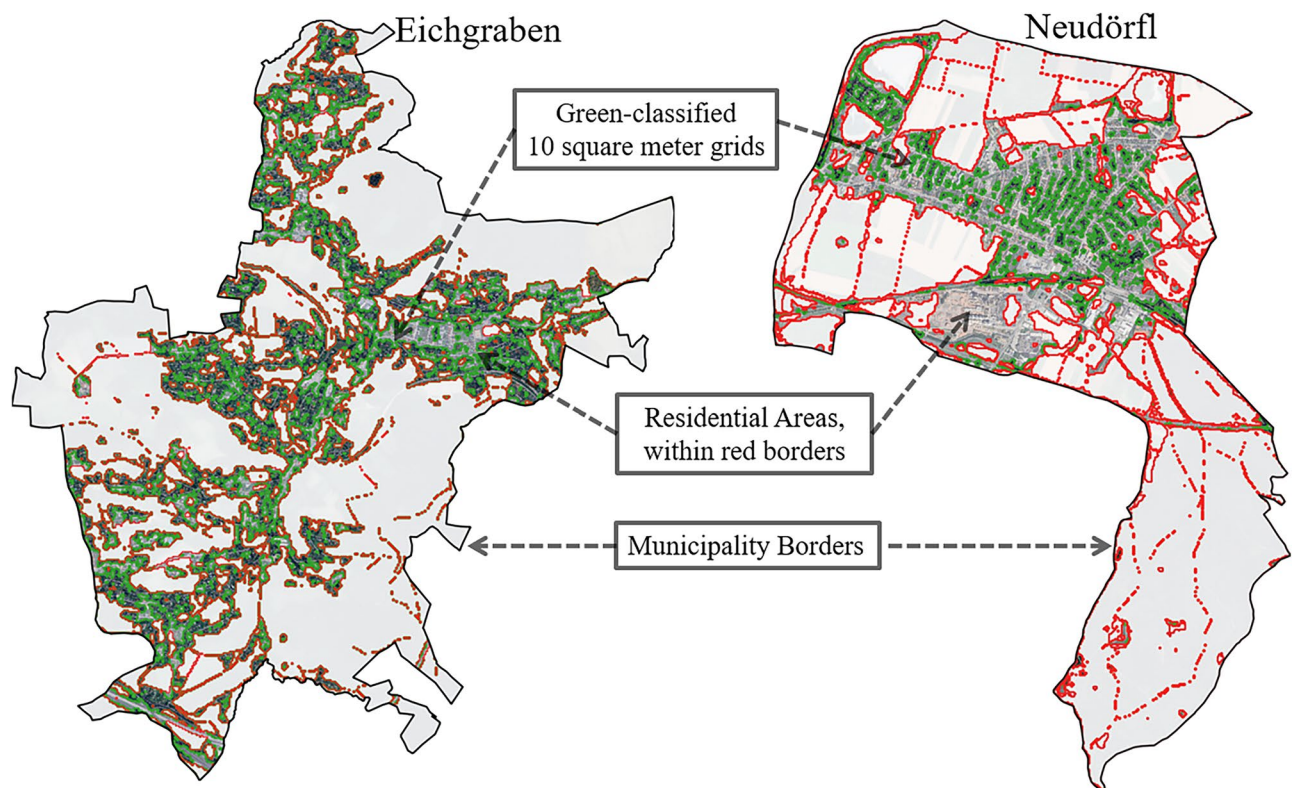 Eichgraben
Neudörfl
Green-classified
10 square meter grids
Residential Areas,
within red borders
Municipality Borders